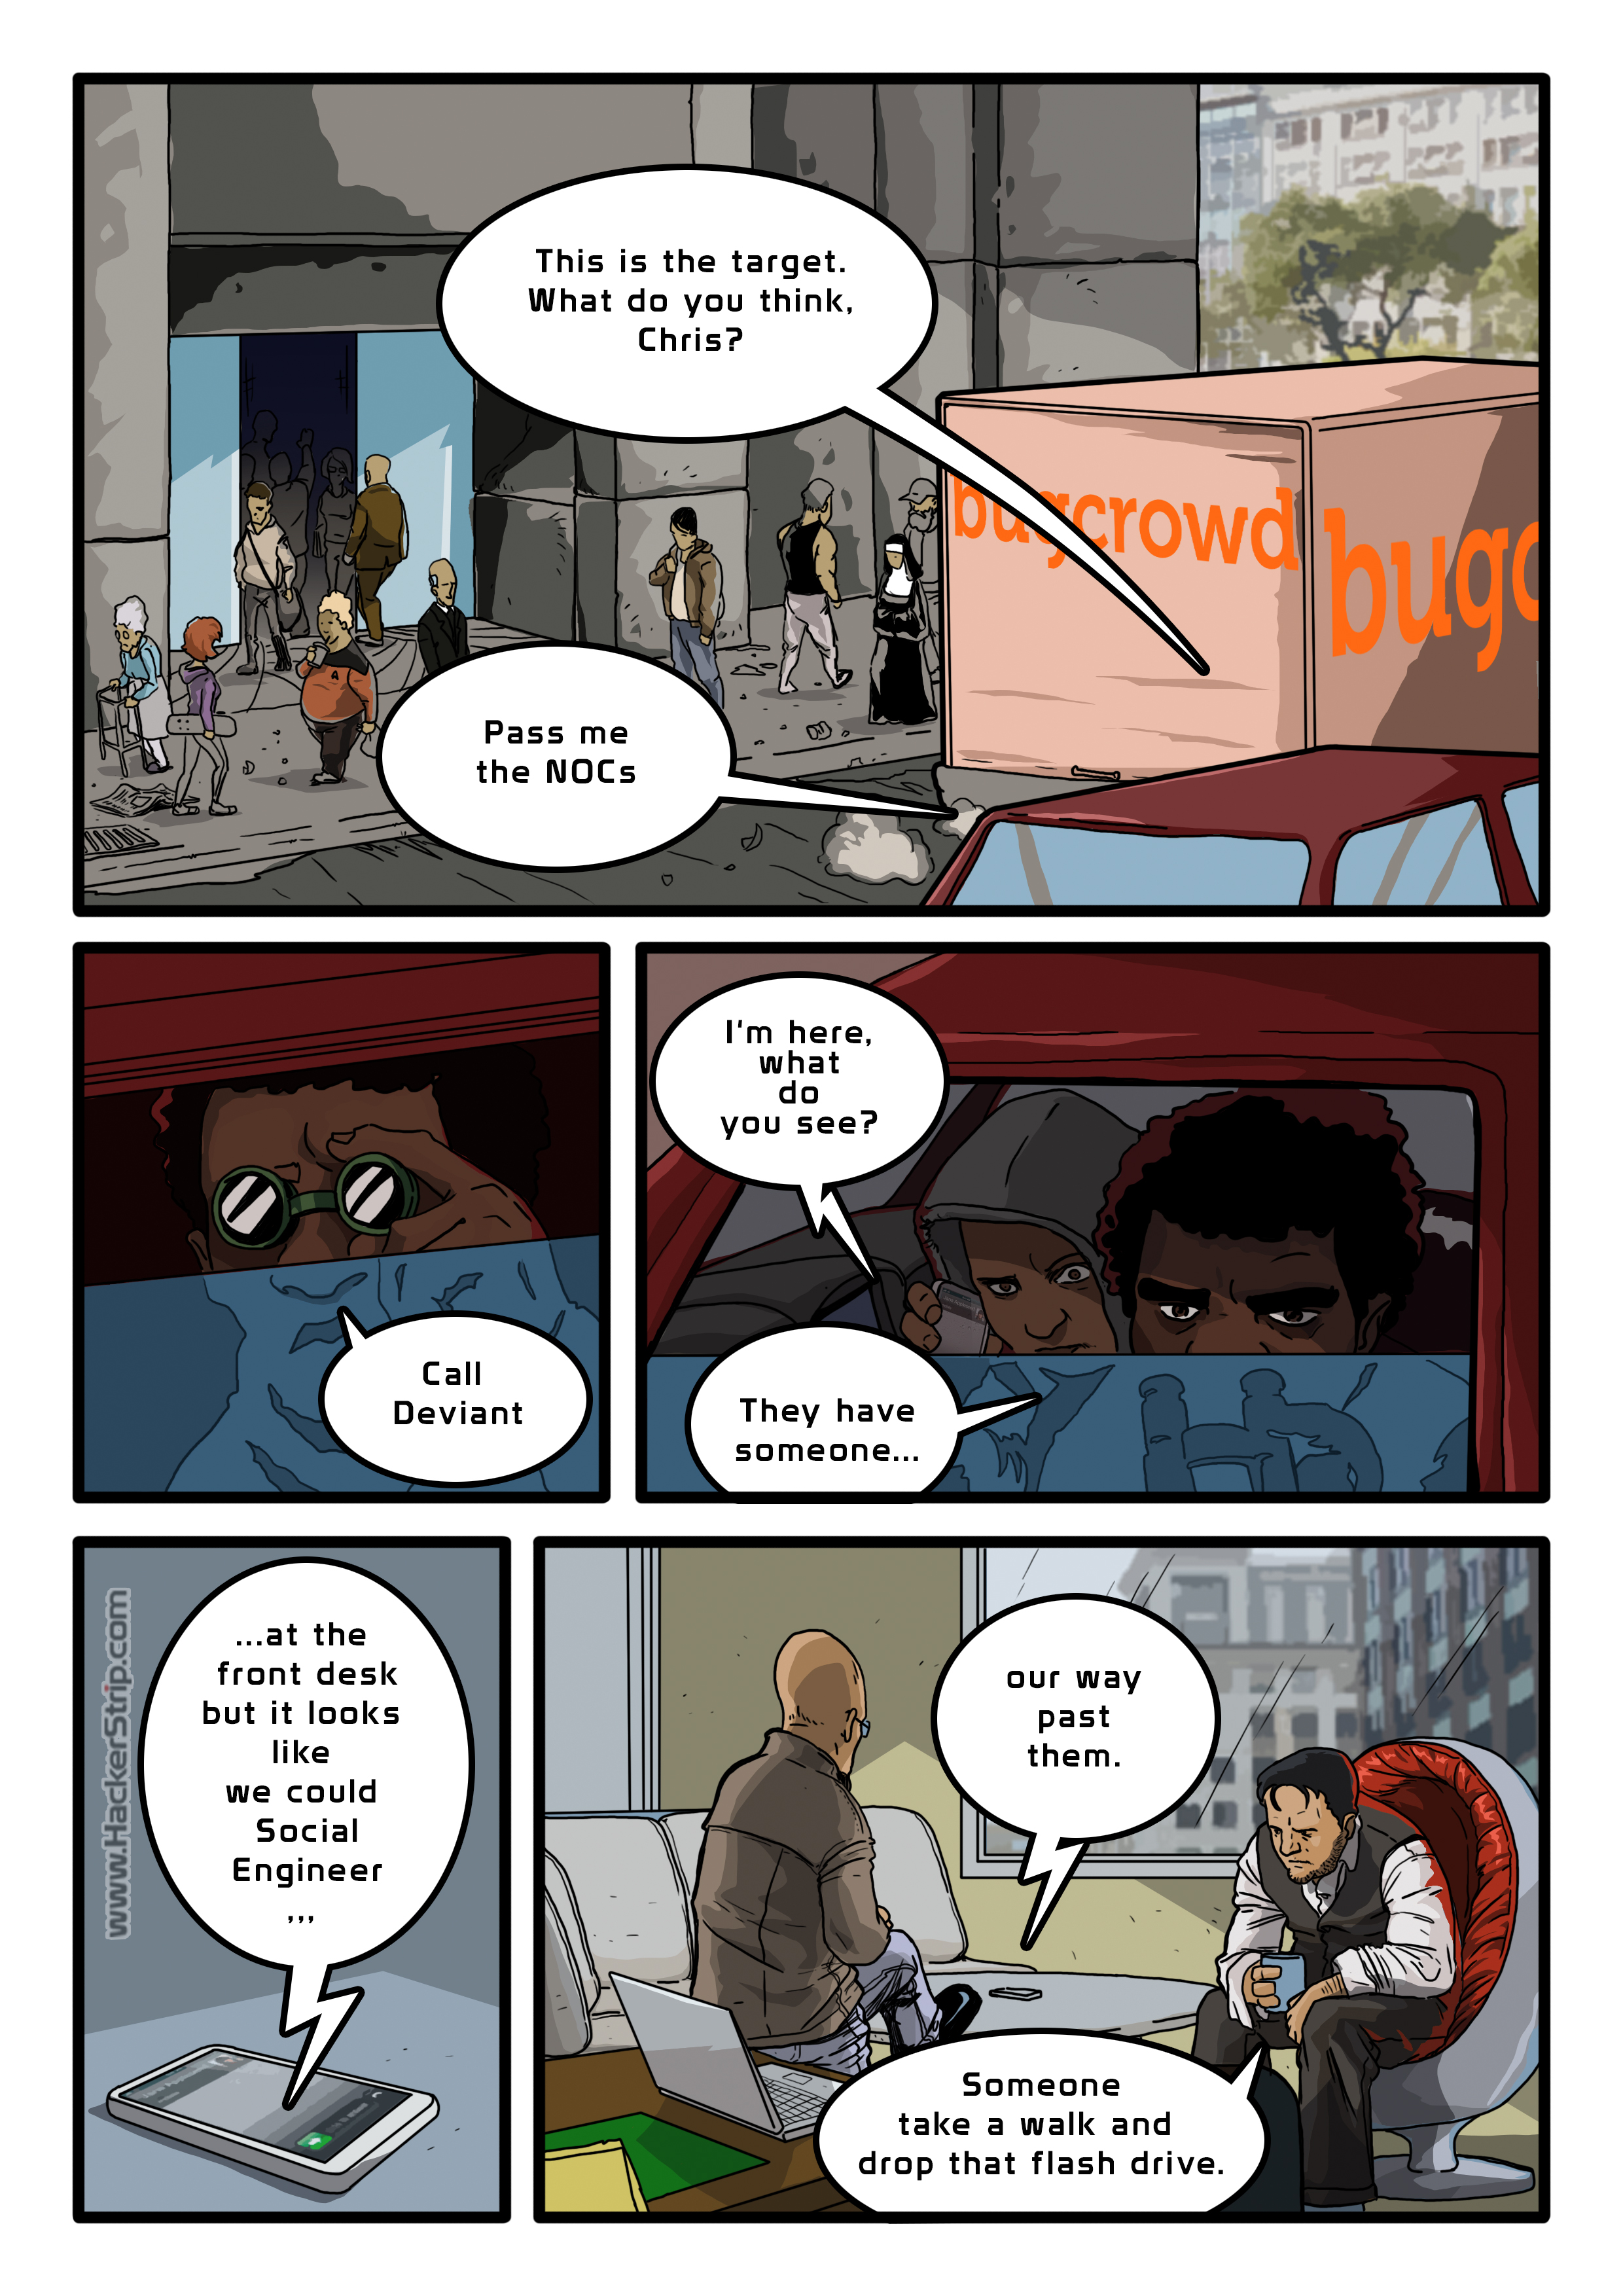 This is the target.
What do you think,
Chris?
bugcrowd
bugc
A
Pass me
the NOCs
Call
Deviant
I'm here,
what
do
you see?
They have
someone...
...at the
front desk
but it looks
like
we could
Social
Engineer
,,,
www.HackerStrip.com
our way
past
them.
Someone
take a walk and
drop that flash drive.